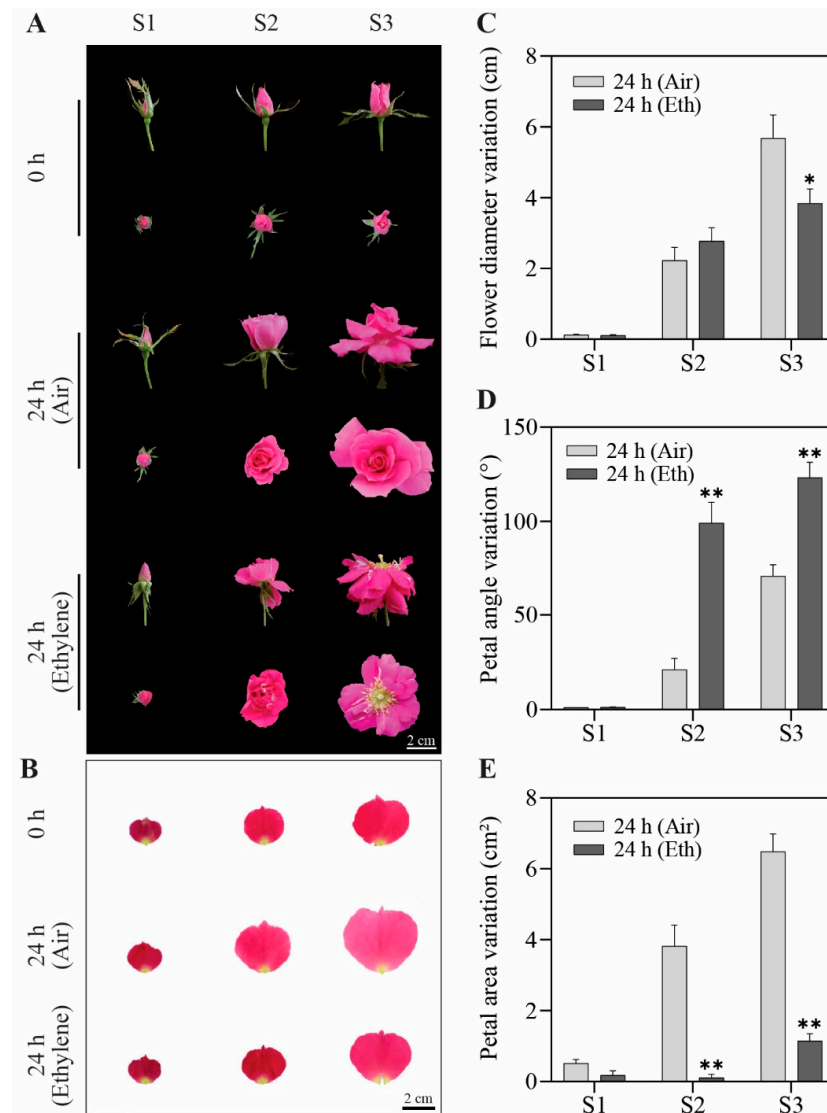 A
S1 S2 S3
0 h
24 h
(Air)
24 h
(Ethylene)
2 cm
B
0 h
24 h
(Air)
24 h
(Ethylene)
2 cm
C
Flower diameter variation (cm)
8
6
4
2
0
24 h (Air)
24 h (Eth)
*
S1 S2 S3
D
Petal angle variation (°)
150
100
50
0
24 h (Air)
24 h (Eth)
**
**
S1 S2 S3
E
Petal area variation (cm²)
8
6
4
2
0
24 h (Air)
24 h (Eth)
**
**
S1 S2 S3